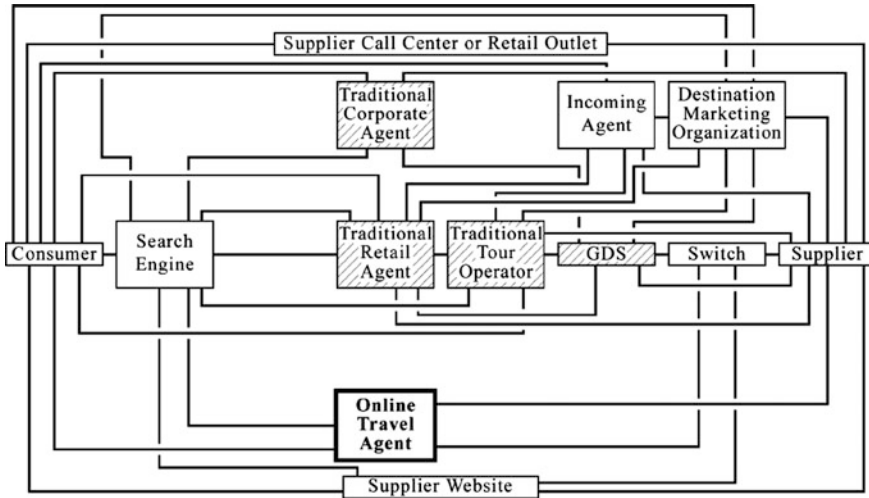 Supplier Call Center or Retail Outlet
Traditional
Corporate
Agent
Incoming
Agent
Destination
Marketing
Organization
Consumer
Search
Engine
Traditional
Retail
Agent
Traditional
Tour
Operator
GDS
Switch
Supplier
Online
Travel
Agent
Supplier Website